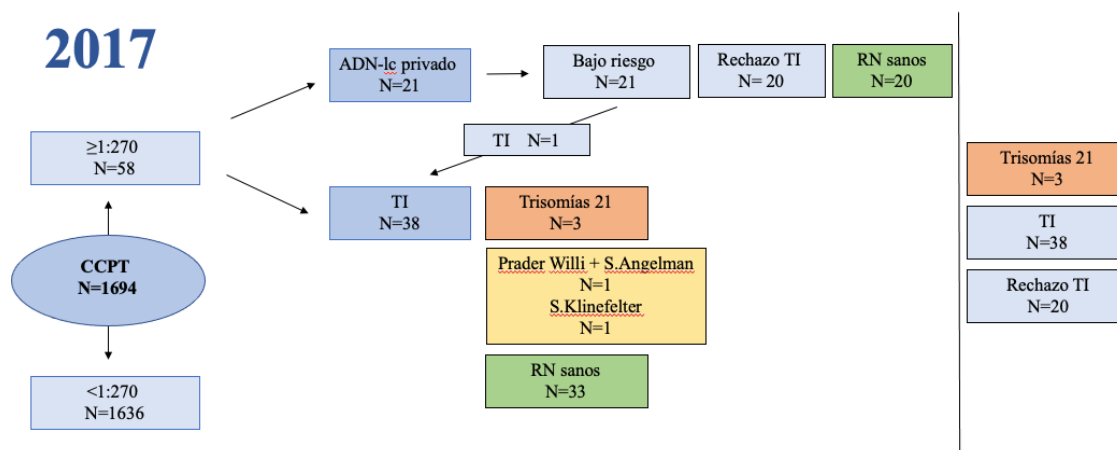 2017
ADN-lc privado
N=21
Bajo riesgo
N=21
Rechazo TI
N= 20
RN sanos
N=20
TI N=1
≥1:270
N=58
TI
N=38
Trisomías 21
N=3
Prader Willi + S.Angelman
N=1
S.Klinefelter
N=1
RN sanos
N=33
CCPT
N=1694
<1:270
N=1636
Trisomías 21
N=3
TI
N=38
Rechazo TI
N=20